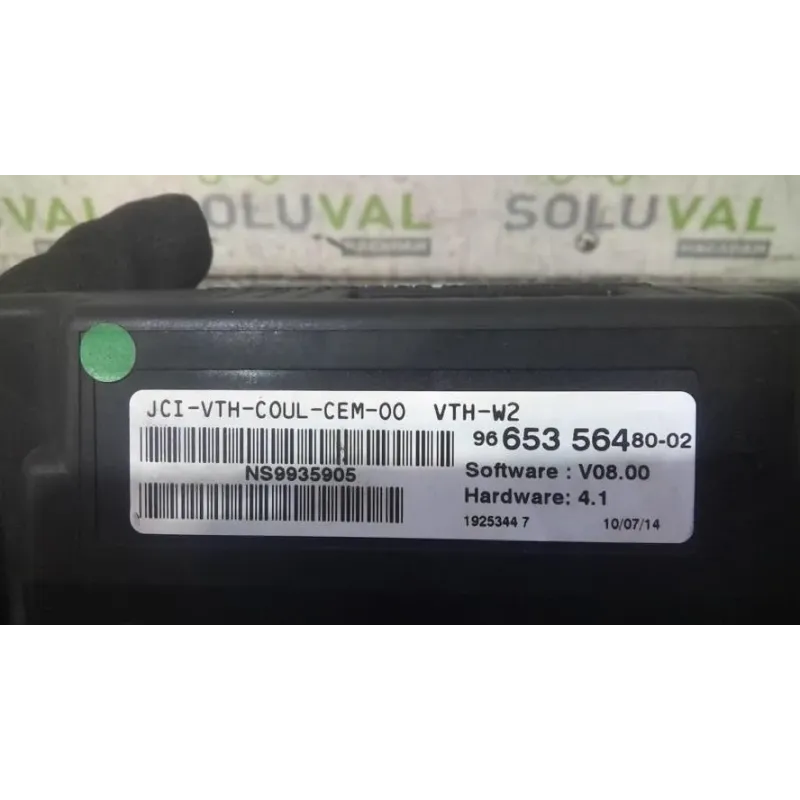 SOLUVAL
SOLUVAL
MACADAM
JCI-VTH-COUL-CEM-00 VTH-W2
96 653 564 80-02
NS9935905
Software : V08.00
Hardware: 4.1
1925344 7 10/07/14